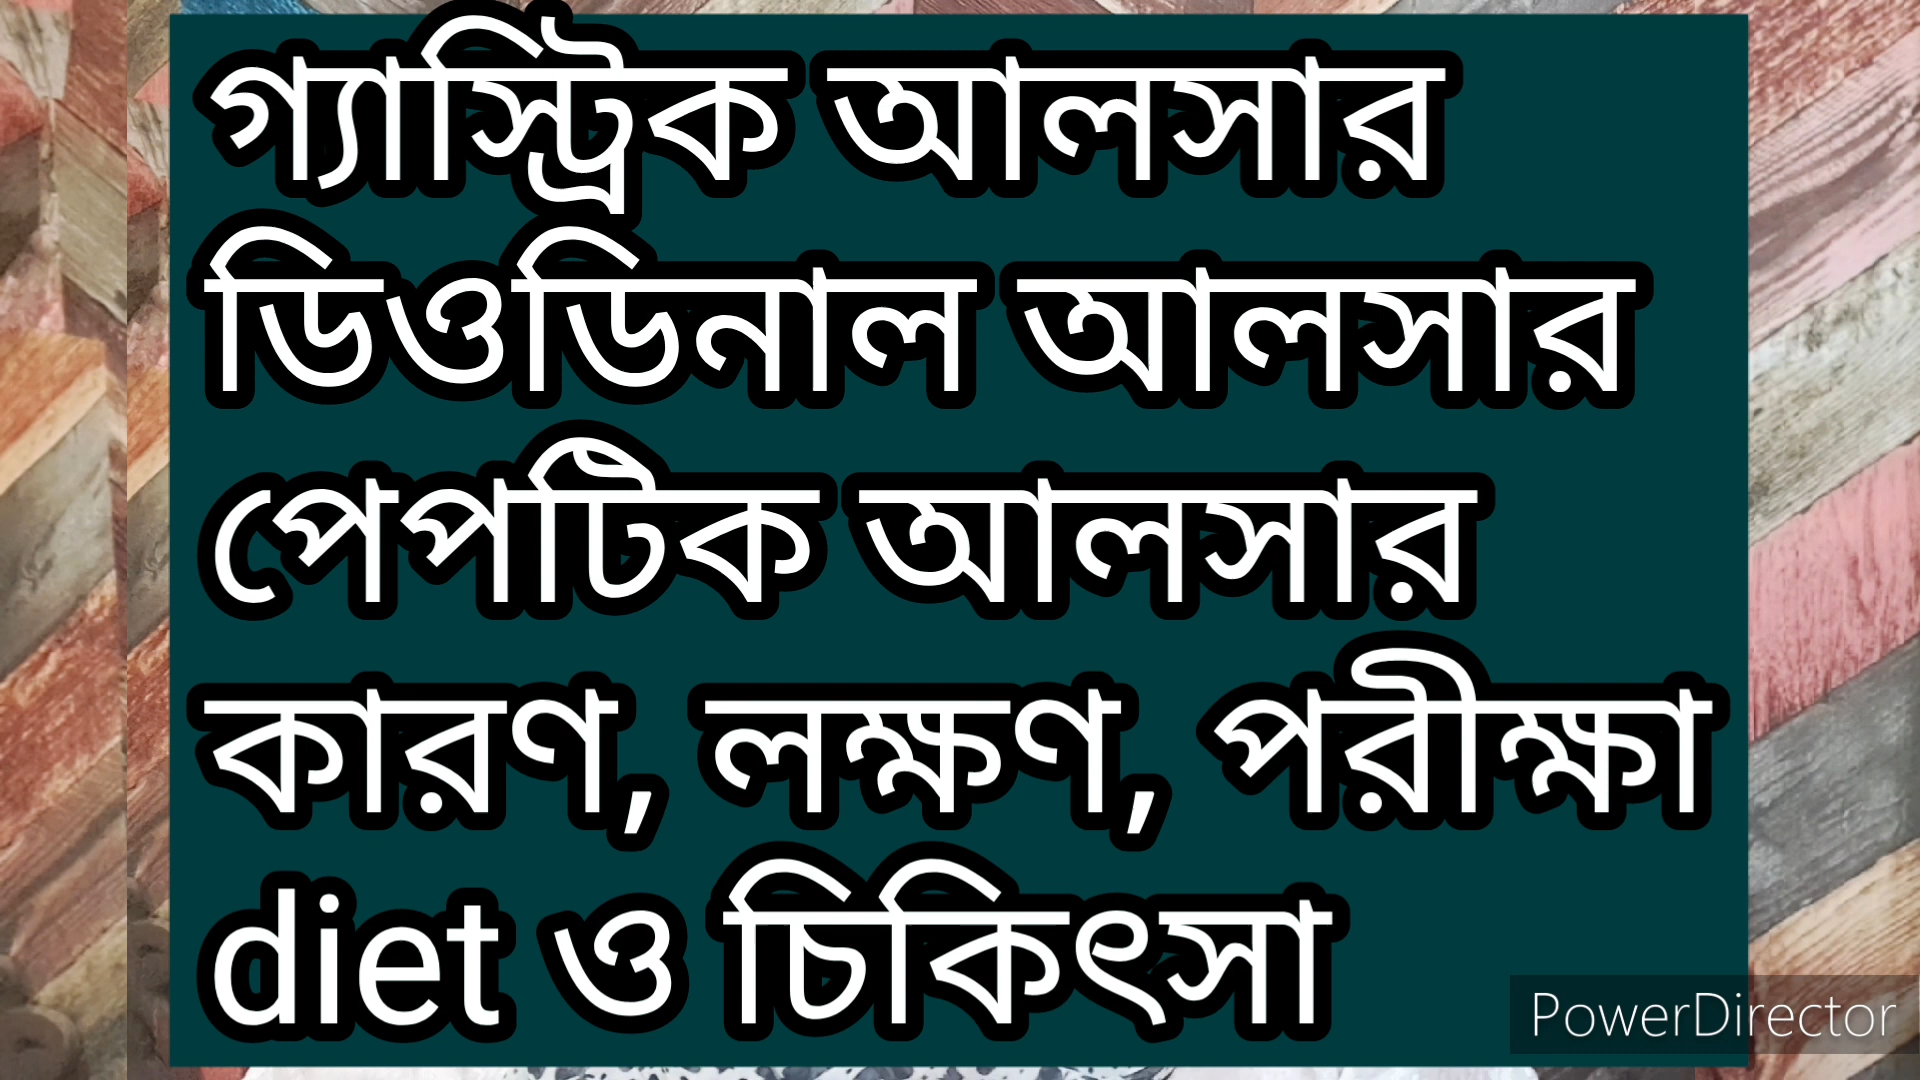 গ্যাস্ট্রিক আলসার
ডিওডিনাল আলসার
পেপটিক আলসার
কারণ, লক্ষণ, পরীক্ষা
diet ও চিকিৎসা
PowerDirector